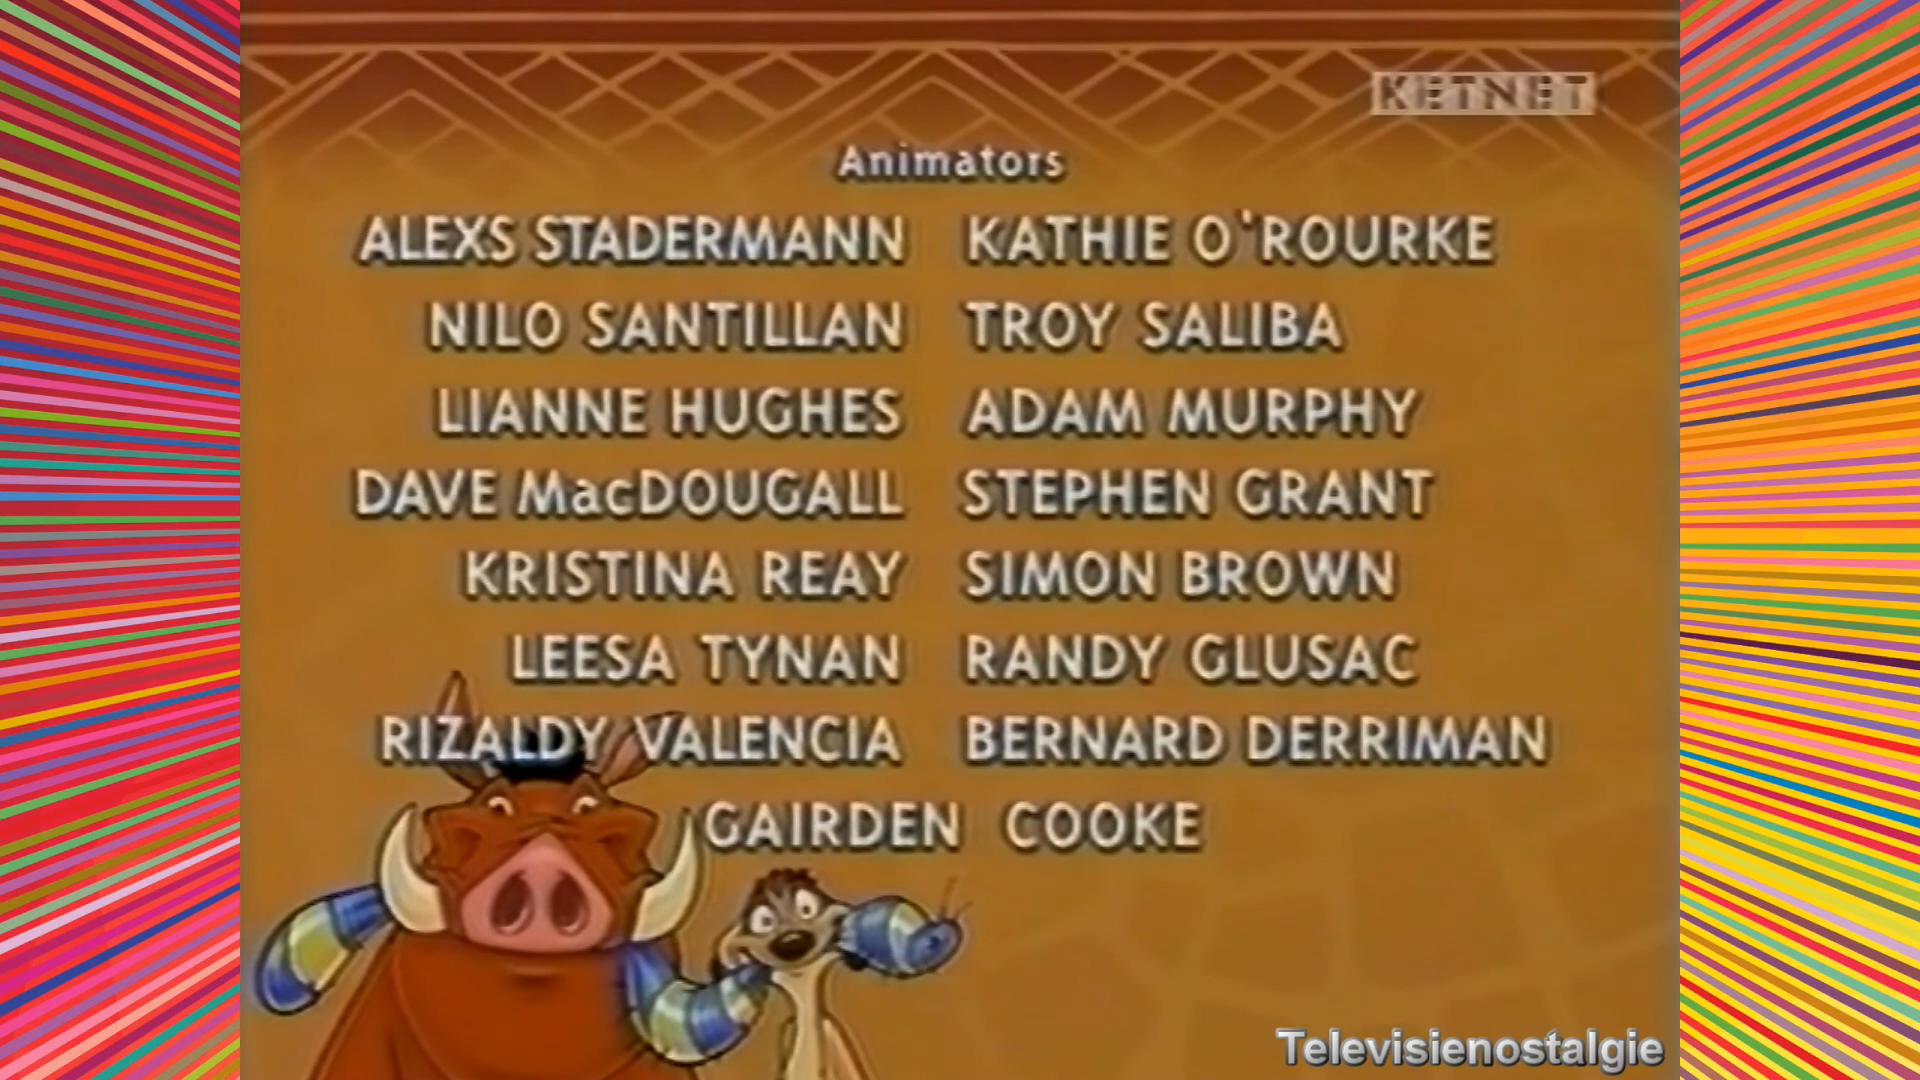 KETNET
Animators
ALEXS STADERMANN KATHIE O'ROURKE
NILO SANTILLAN TROY SALIBA
LIANNE HUGHES ADAM MURPHY
DAVE MacDOUGALL STEPHEN GRANT
KRISTINA REAY SIMON BROWN
LEESA TYNAN RANDY GLUSAC
RIZALDY VALENCIA BERNARD DERRIMAN
GAIRDEN COOKE
Televisienostalgie